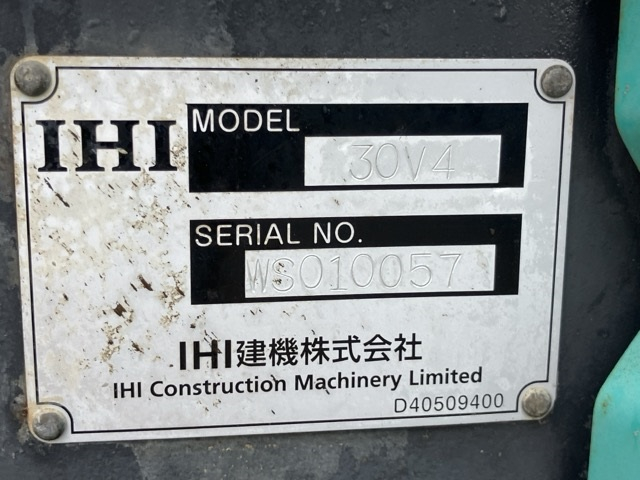 IHI
MODEL
30V4
SERIAL NO.
WS010057
IHI建機株式会社
IHI Construction Machinery Limited
D40509400